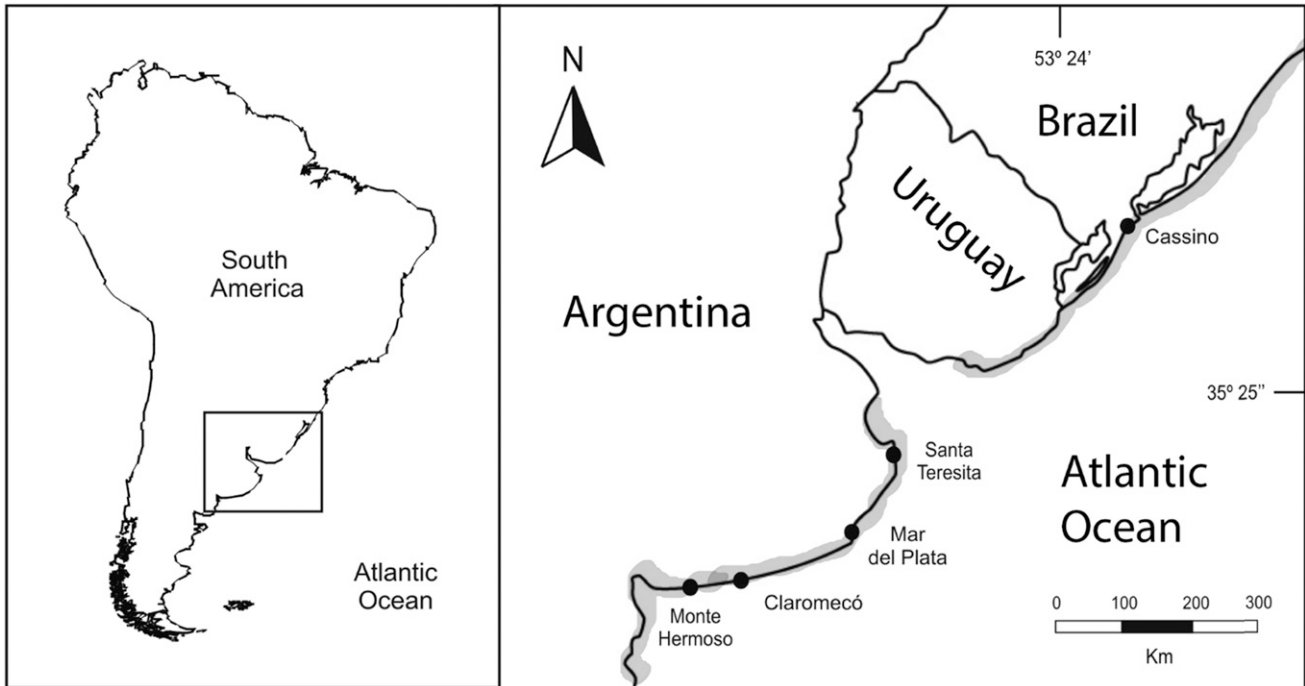 South
America
Atlantic
Ocean
N
53º 24’
Brazil
Uruguay
Cassino
Argentina
35º 25’’
Santa
Teresita
Atlantic
Ocean
Mar
del Plata
Claromecó
Monte
Hermoso
0 100 200 300
Km